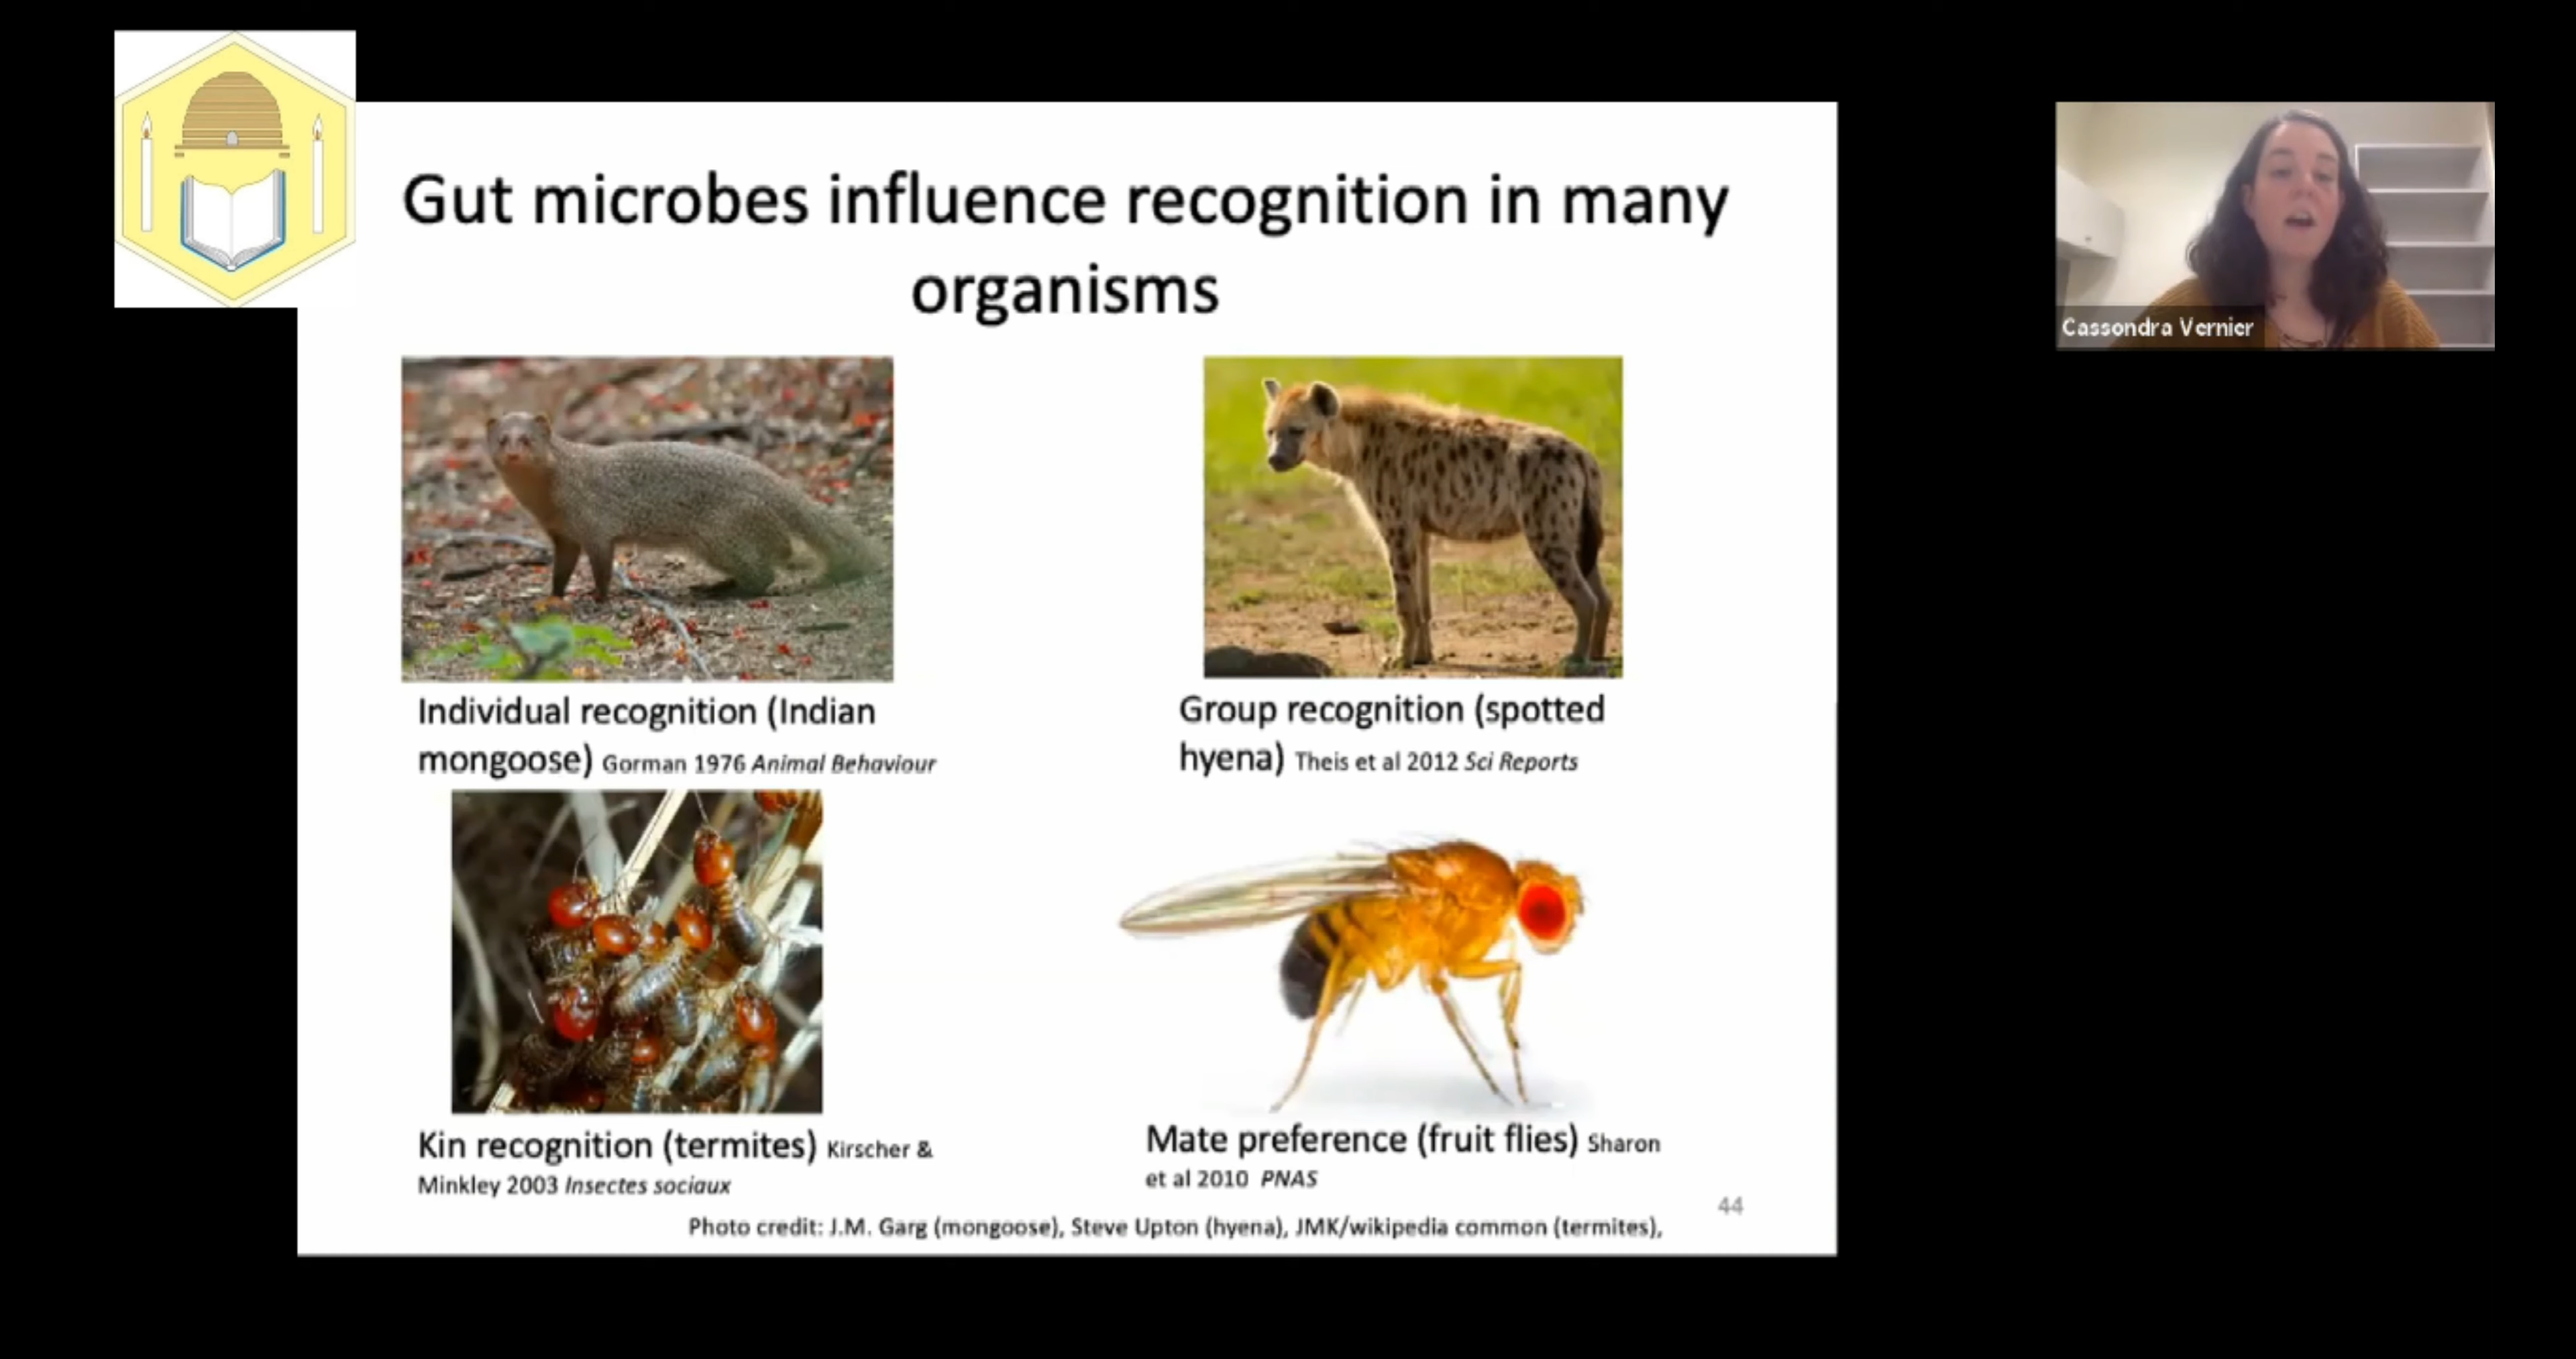 Gut microbes influence recognition in many
organisms
Cassondra Vernier
Individual recognition (Indian
mongoose) Gorman 1976 Animal Behaviour
Group recognition (spotted
hyena) Theis et al 2012 Sci Reports
Kin recognition (termites) Kirscher &
Minkley 2003 Insectes sociaux
Mate preference (fruit flies) Sharon
et al 2010 PNAS
44
Photo credit: J.M. Garg (mongoose), Steve Upton (hyena), JMK/wikipedia common (termites),